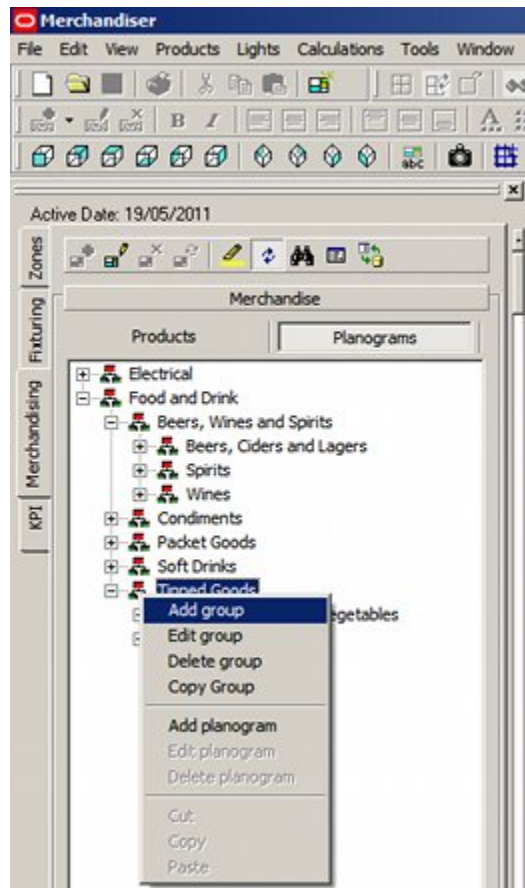 Merchandiser
File Edit View Products Lights Calculations Tools Window
B I A
abc
Active Date: 19/05/2011
Zones
Fixturing
Merchandising
KPI
Merchandise
Products Planograms
Electrical
Food and Drink
Beers, Wines and Spirits
Beers, Ciders and Lagers
Spirits
Wines
Condiments
Packet Goods
Soft Drinks
Tinned Goods
Add group
Edit group
Delete group
Copy Group
Add planogram
Edit planogram
Delete planogram
Cut
Copy
Paste